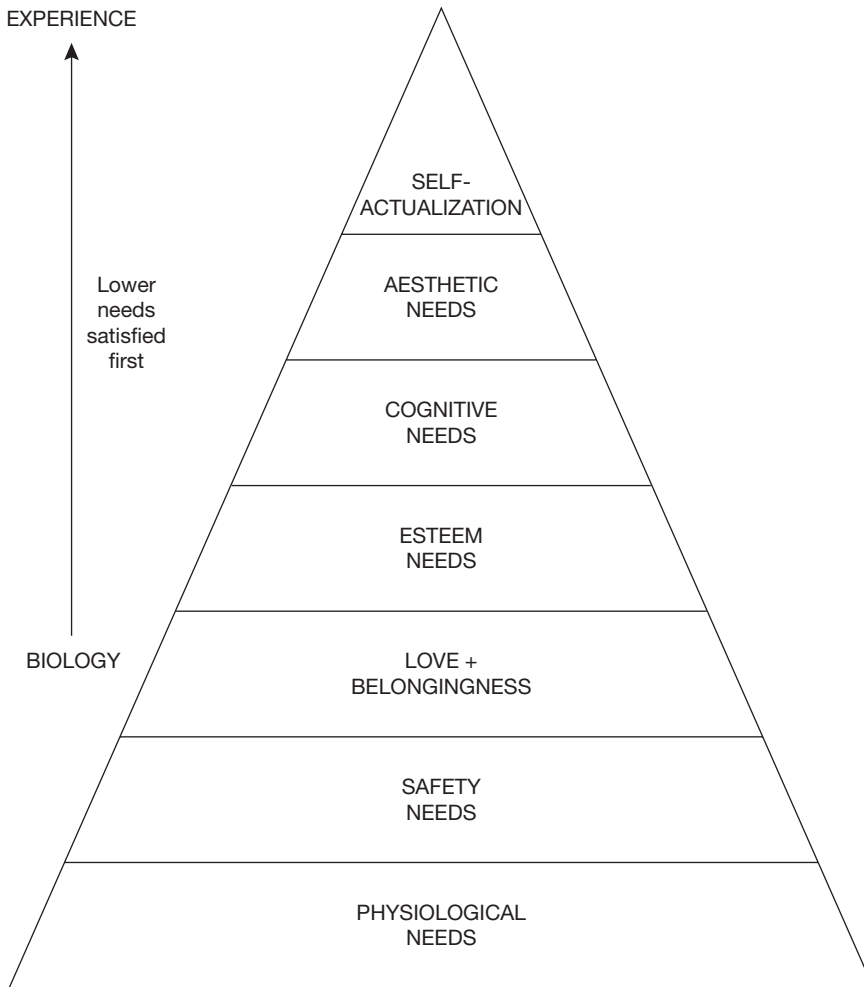 EXPERIENCE
SELF-
ACTUALIZATION
AESTHETIC
NEEDS
Lower
needs
satisfied
first
COGNITIVE
NEEDS
ESTEEM
NEEDS
BIOLOGY
LOVE +
BELONGINGNESS
SAFETY
NEEDS
PHYSIOLOGICAL
NEEDS